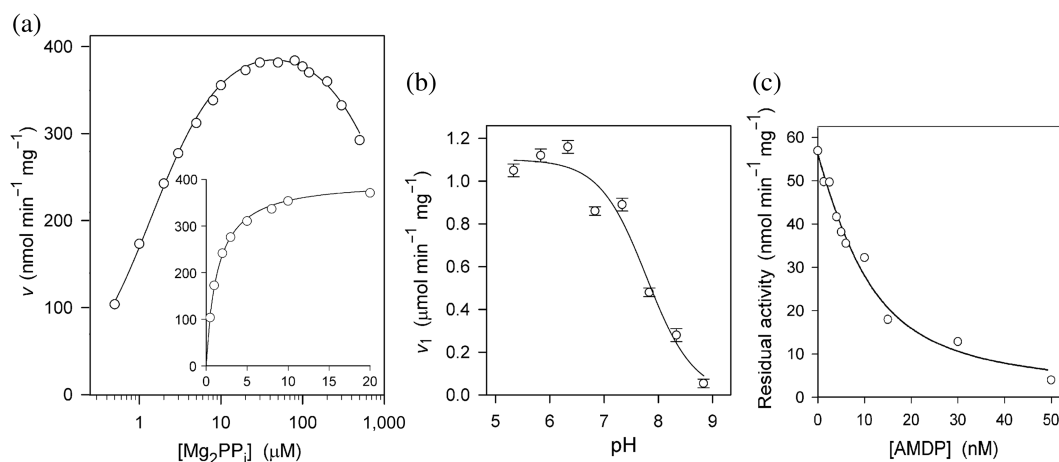 (a)
400
300
200
100
0
v (nmol min⁻¹ mg⁻¹)
400
300
200
100
0
0 5 10 15 20
1 10 100 1,000
[Mg₂PPᵢ] (μM)
(b)
1.2
1.0
0.8
0.6
0.4
0.2
0.0
v₁ (μmol min⁻¹ mg⁻¹)
5 6 7 8 9
pH
(c)
60
50
40
30
20
10
0
Residual activity (nmol min⁻¹ mg⁻¹)
0 10 20 30 40 50
[AMDP] (nM)